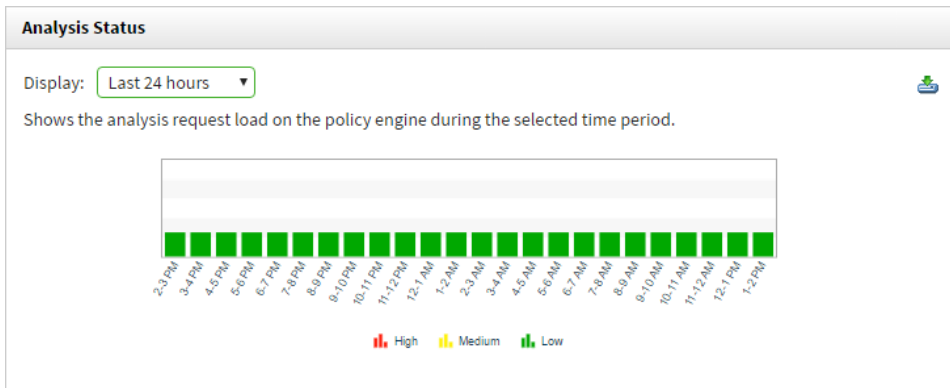 Analysis Status
Display: Last 24 hours
Shows the analysis request load on the policy engine during the selected time period.
2-3 PM
3-4 PM
4-5 PM
5-6 PM
6-7 PM
7-8 PM
8-9 PM
9-10 PM
10-11 PM
11-12 PM
12-1 AM
1-2 AM
2-3 AM
3-4 AM
4-5 AM
5-6 AM
6-7 AM
7-8 AM
8-9 AM
9-10 AM
10-11 AM
11-12 AM
12-1 PM
1-2 PM
High Medium Low